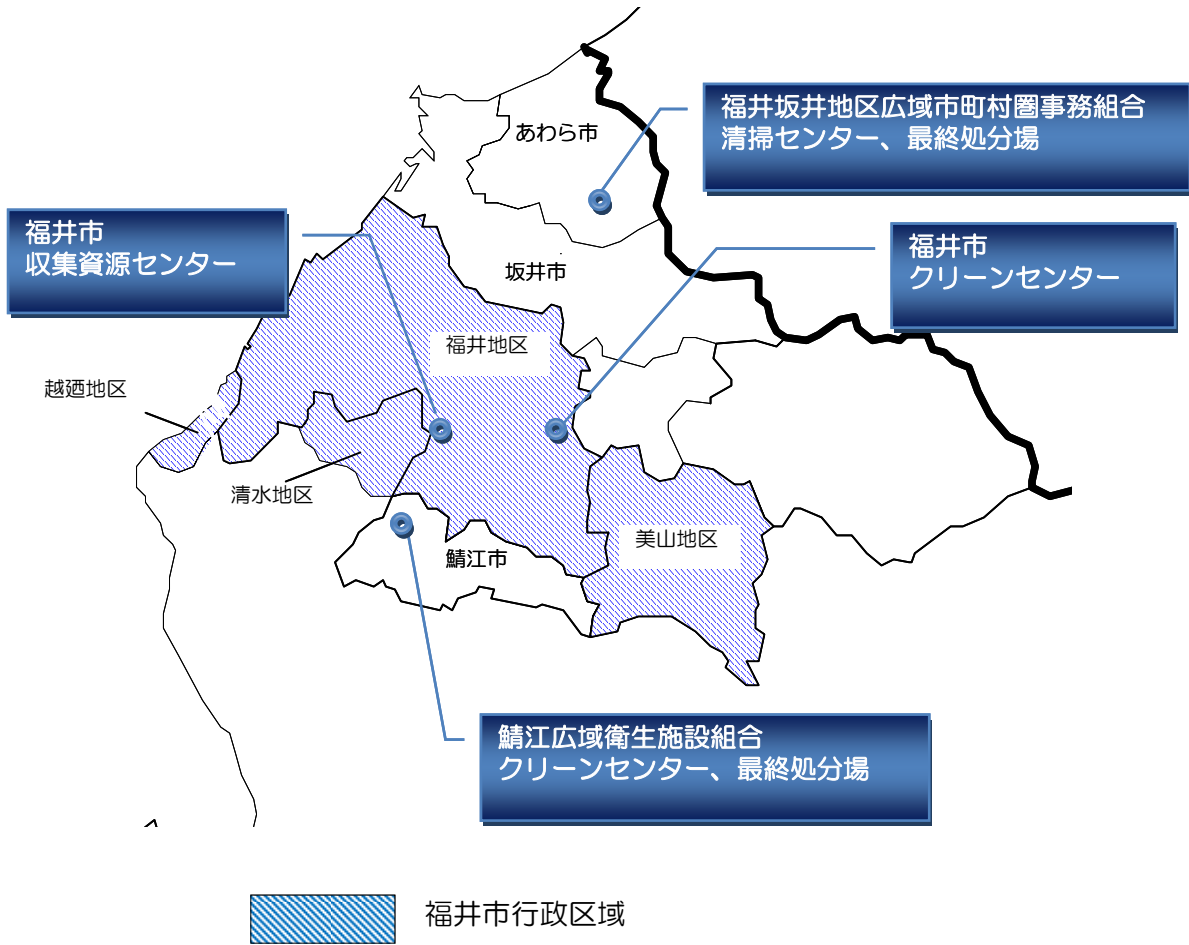 福井坂井地区広域市町村圏事務組合
清掃センター、最終処分場
あわら市
福井市
収集資源センター
福井市
クリーンセンター
坂井市
福井地区
越廼地区
清水地区
美山地区
鯖江市
鯖江広域衛生施設組合
クリーンセンター、最終処分場
福井市行政区域